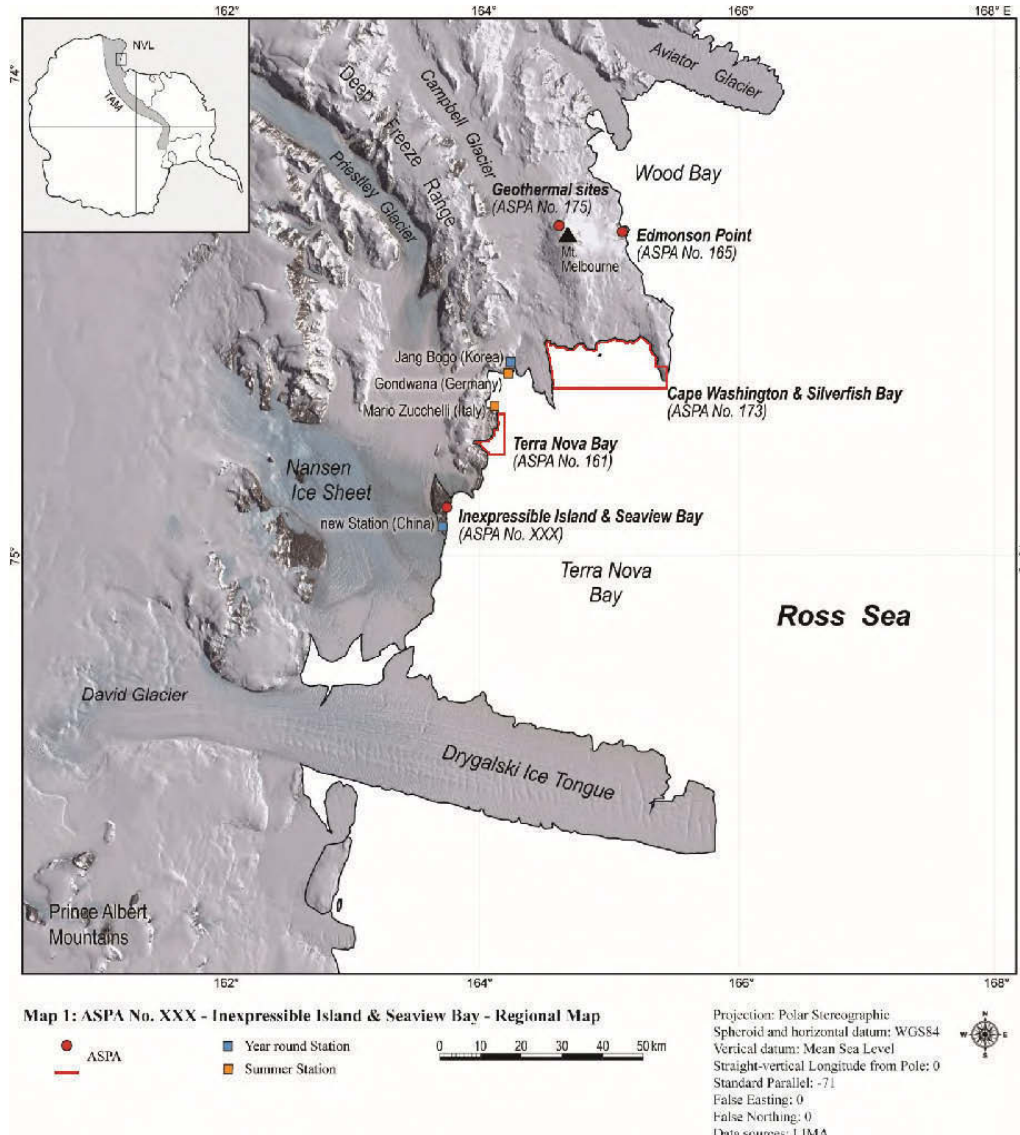 162°
164°
166°
168° E
NVL
TAM
74°
Aviator Glacier
Campbell Glacier
Deep Freeze Range
Priestley Glacier
Wood Bay
Geothermal sites
(ASPA No. 175)
Mt.
Melbourne
Edmonson Point
(ASPA No. 165)
Jang Bogo (Korea)
Gondwana (Germany)
Mario Zucchelli (Italy)
Cape Washington & Silverfish Bay
(ASPA No. 173)
Terra Nova Bay
(ASPA No. 161)
Nansen
Ice Sheet
new Station (China)
Inexpressible Island & Seaview Bay
(ASPA No. XXX)
75°
Terra Nova
Bay
Ross Sea
David Glacier
Drygalski Ice Tongue
Prince Albert
Mountains
162°
164°
166°
168°
Map 1: ASPA No. XXX - Inexpressible Island & Seaview Bay - Regional Map
ASPA
Year round Station
Summer Station
0 10 20 30 40 50 km
Projection: Polar Stereographic
Spheroid and horizontal datum: WGS84
Vertical datum: Mean Sea Level
Straight-vertical Longitude from Pole: 0
Standard Parallel: -71
False Easting: 0
False Northing: 0
Data sources: LIMA
N
W
E
S